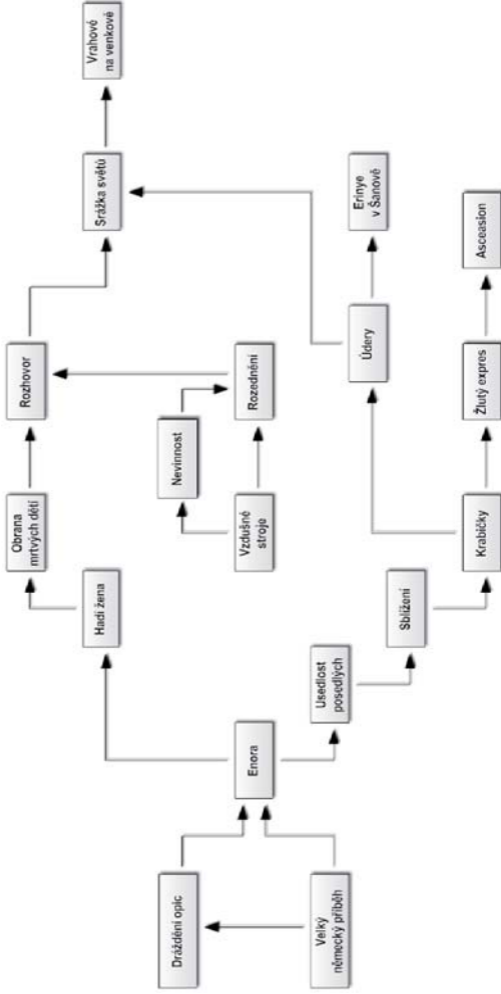 Dráždění opic
Velký
německý příběh
Enora
Hadí žena
Usedlost
posedlých
Obrana
mrtvých dětí
Vzdušné
stroje
Nevinnost
Sblížení
Rozhovor
Rozednění
Krabičky
Srážka světů
Údery
Žlutý expres
Vrahové
na venkově
Erinye
v Šanově
Asceasion